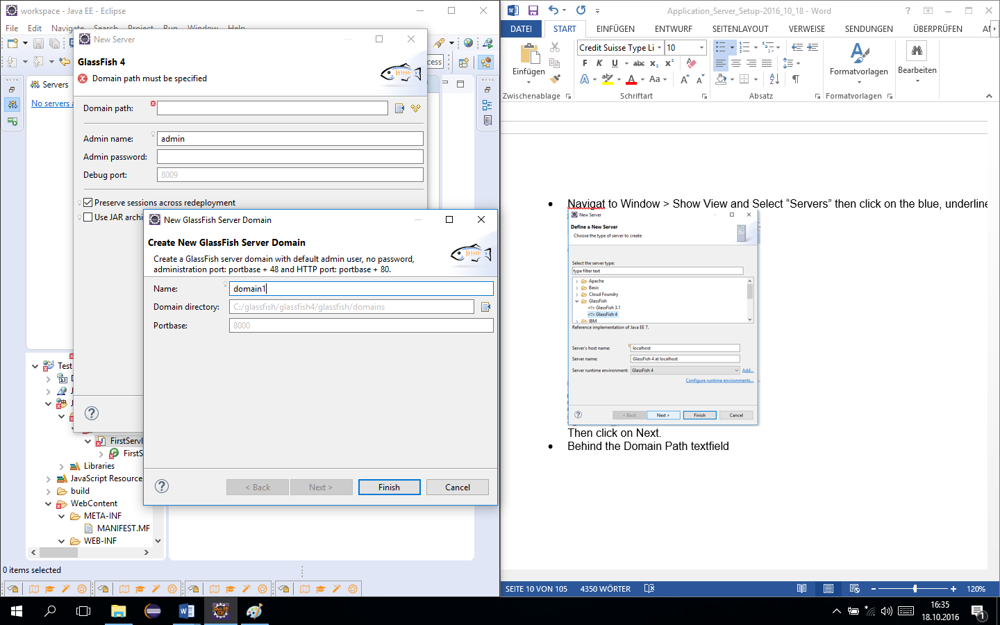 workspace - Java EE - Eclipse
File Edit Navigate Search Project Run Window Help
New Server
GlassFish 4
Domain path must be specified
Servers
No servers a
Domain path:
Admin name: admin
Admin password:
Debug port: 8009
Preserve sessions across redeployment
Use JAR archi
cess
New GlassFish Server Domain
Create New GlassFish Server Domain
Create a GlassFish server domain with default admin user, no password,
administration port: portbase + 48 and HTTP port: portbase + 80.
Name: domain1
Domain directory: C:/glassfish/glassfish4/glassfish/domains
Portbase: 8000
< Back Next > Finish Cancel
Test
FirstServl
FirstS
Libraries
JavaScript Resource
build
WebContent
META-INF
MANIFEST.MF
WEB-INF
0 items selected
Application_Server_Setup-2016_10_18 - Word
DATEI START EINFÜGEN ENTWURF SEITENLAYOUT VERWEISE SENDUNGEN ÜBERPRÜFEN AN
Einfügen
Zwischenablage
Credit Suisse Type Li 10
F K U abc x₂ x²
A ab A Aa A A
Schriftart
Absatz
Formatvorlagen
Formatvorlagen
Bearbeiten
Navigat to Window > Show View and Select “Servers” then click on the blue, underline
New Server
Define a New Server
Choose the type of server to create
Select the server type:
type filter text
Apache
Basic
Cloud Foundry
GlassFish
GlassFish 3.1
GlassFish 4
IBM
Reference implementation of Java EE 7.
Server's host name: localhost
Server name: GlassFish 4 at localhost
Server runtime environment: GlassFish 4 Add...
Configure runtime environments...
< Back Next > Finish Cancel
Then click on Next.
Behind the Domain Path textfield
SEITE 10 VON 105 4350 WÖRTER 120%
16:35
18.10.2016
1